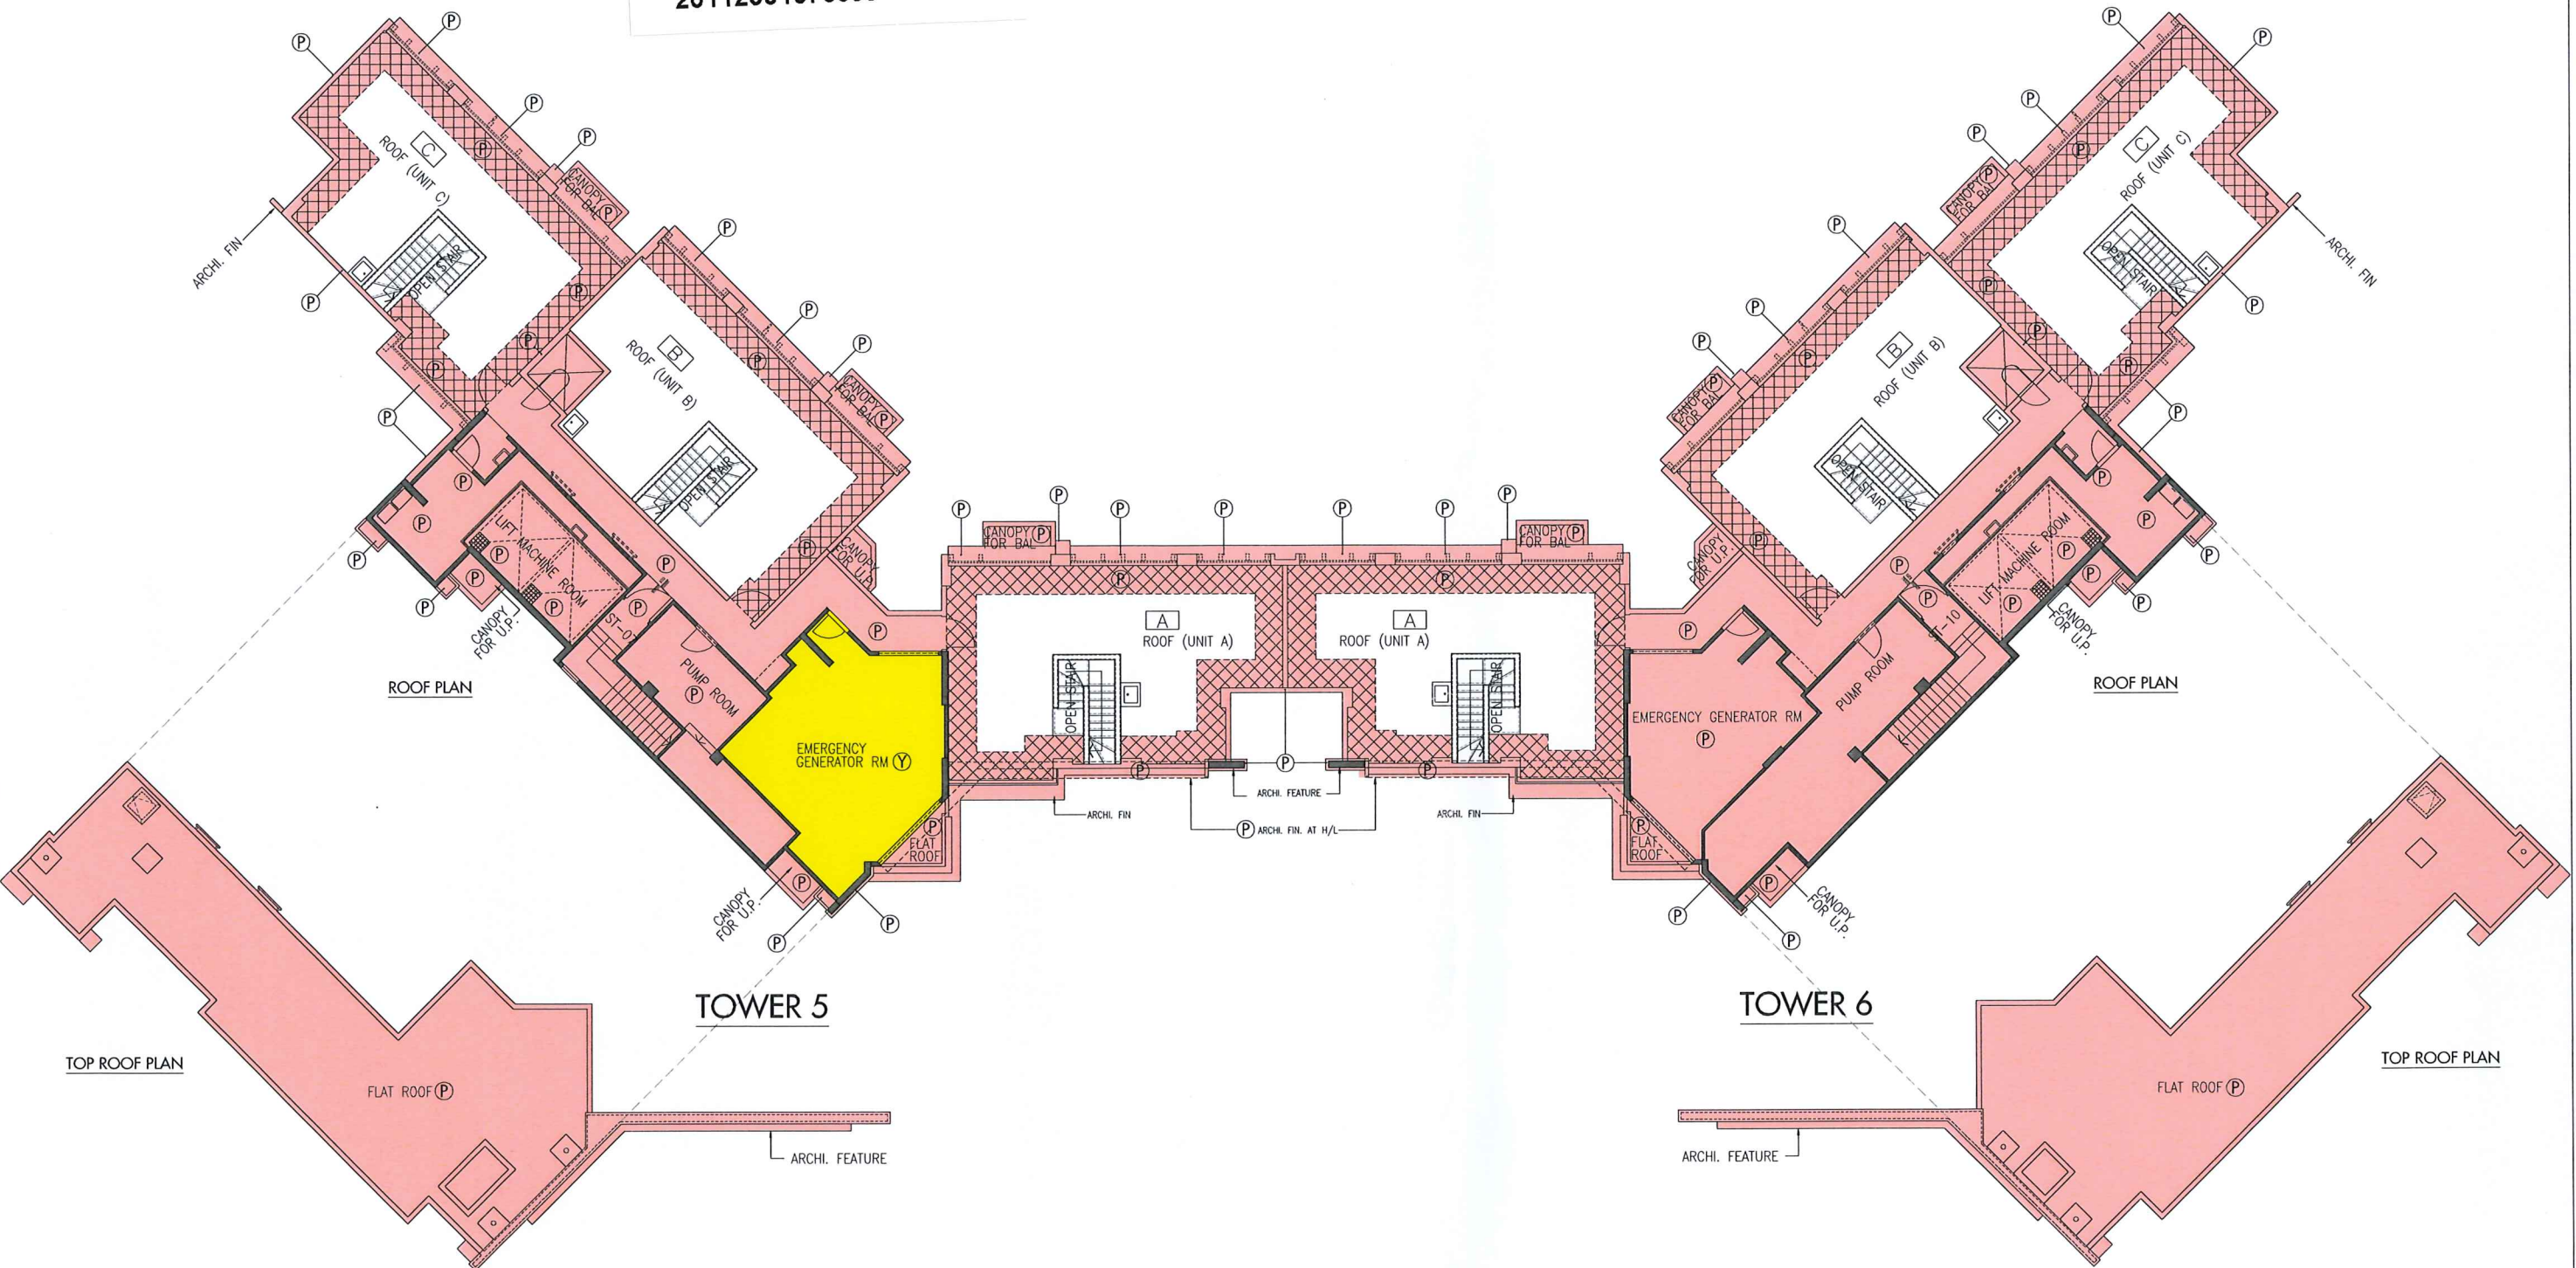 P
P
P
P
P
C
ROOF (UNIT C)
CANOPY P
FOR BAL
OPEN STAIR
ARCHI. FIN
P
P
P
P
P
P
P
B
ROOF (UNIT B)
P
CANOPY P
FOR BAL
OPEN STAIR
P
P
P
P
LIFT MACHINE ROOM
P
P
P
P
P
CANOPY
FOR U.P.
CANOPY
FOR U.P.
P
P
PUMP ROOM
P
P
EMERGENCY
GENERATOR RM Y
ROOF PLAN
CANOPY
FOR U.P.
P
P
P
FLAT
ROOF
P
P
P
P
P
CANOPY P
FOR BAL
P
A
ROOF (UNIT A)
OPEN STAIR
P
ARCHI. FIN
ARCHI. FEATURE
P
P ARCHI. FIN. AT H/L
P
P
P
CANOPY P
FOR BAL
P
A
ROOF (UNIT A)
OPEN STAIR
P
ARCHI. FIN
P
P
P
P
P
C
ROOF (UNIT C)
CANOPY P
FOR BAL
OPEN STAIR
ARCHI. FIN
P
P
P
P
P
P
P
B
ROOF (UNIT B)
P
CANOPY P
FOR BAL
OPEN STAIR
P
P
P
P
LIFT MACHINE ROOM
P
P
P
P
CANOPY
FOR U.P.
CANOPY
FOR U.P.
P
P
ST-10
PUMP ROOM
P
EMERGENCY GENERATOR RM
P
ROOF PLAN
P
FLAT
ROOF
P
CANOPY
FOR U.P.
P
P
TOWER 5
TOWER 6
TOP ROOF PLAN
FLAT ROOF P
ARCHI. FEATURE
TOP ROOF PLAN
FLAT ROOF P
ARCHI. FEATURE